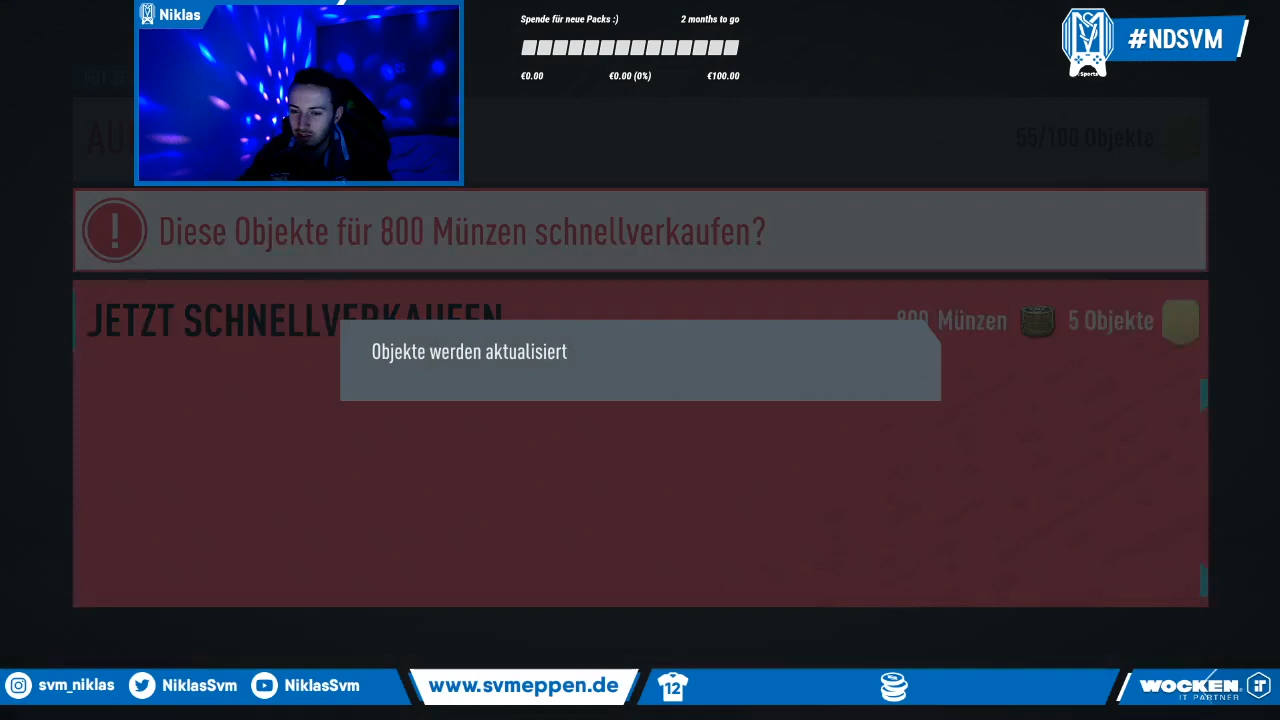 Niklas
Spende für neue Packs :)
2 months to go
€0.00
€0.00 (0%)
€100.00
#NDSVM
Sports
55/100 Objekte
Diese Objekte für 800 Münzen schnellverkaufen?
JETZT SCHNELLVERKAUFEN
800 Münzen
5 Objekte
Objekte werden aktualisiert
svm_niklas
NiklasSvm
NiklasSvm
www.svmeppen.de
12
WOCKEN
IT PARTNER
iT